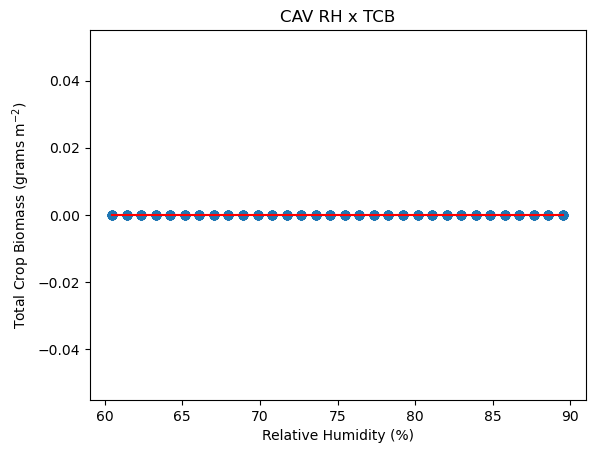 CAV RH x TCB
0.04
0.02
0.00
−0.02
−0.04
Total Crop Biomass (grams m⁻²)
60 65 70 75 80 85 90
Relative Humidity (%)